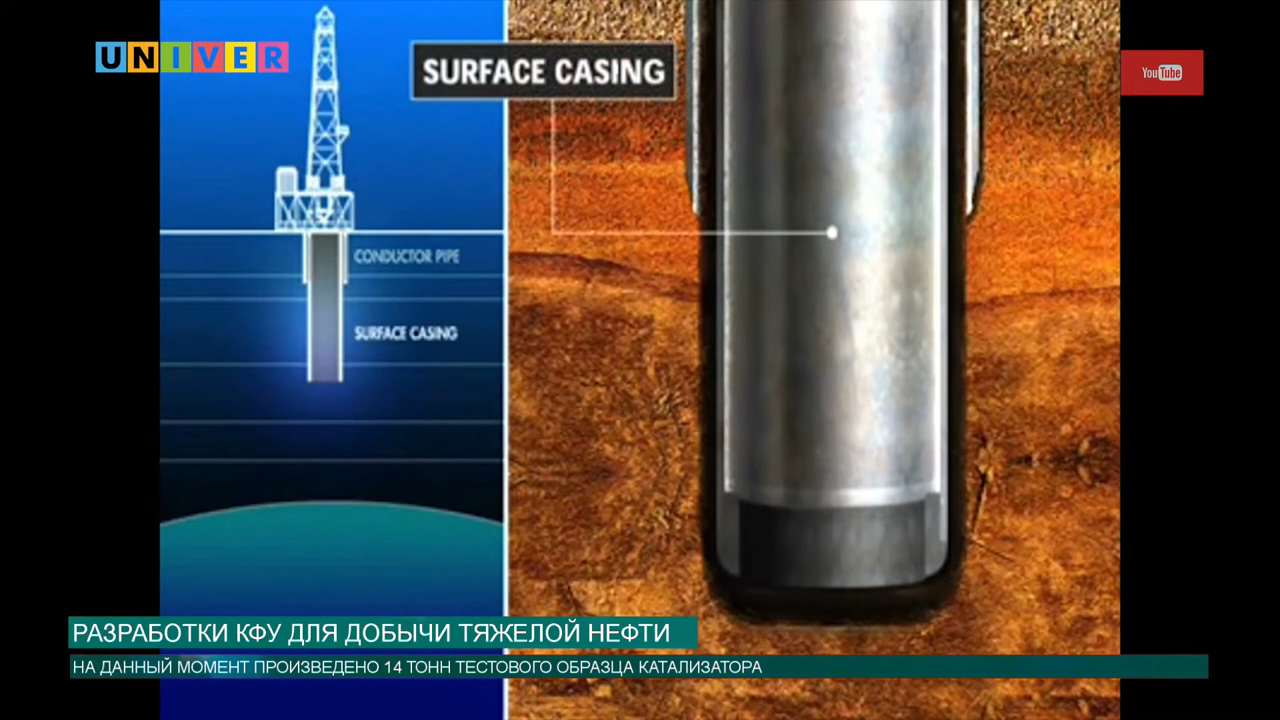 UNIVER
SURFACE CASING
YouTube
CONDUCTOR PIPE
SURFACE CASING
РАЗРАБОТКИ КФУ ДЛЯ ДОБЫЧИ ТЯЖЕЛОЙ НЕФТИ
НА ДАННЫЙ МОМЕНТ ПРОИЗВЕДЕНО 14 ТОНН ТЕСТОВОГО ОБРАЗЦА КАТАЛИЗАТОРА